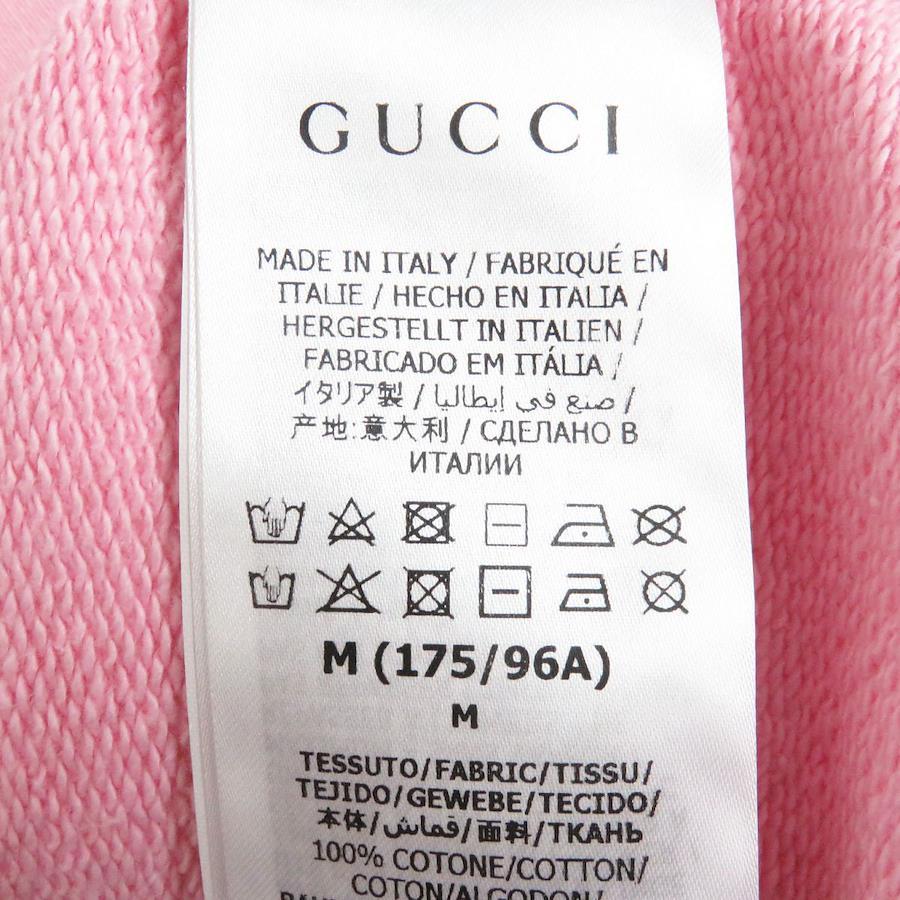 GUCCI
MADE IN ITALY / FABRIQUÉ EN
ITALIE / HECHO EN ITALIA /
HERGESTELLT IN ITALIEN /
FABRICADO EM ITÁLIA /
イタリア製 / صنع في إيطاليا /
产地:意大利 / СДЕЛАНО В
ИТАЛИИ
M (175/96A)
M
TESSUTO/FABRIC/TISSU/
TEJIDO/GEWEBE/TECIDO/
本体/قماش/面料/ТКАНЬ
100% COTONE/COTTON/
COTON/ALGODON/